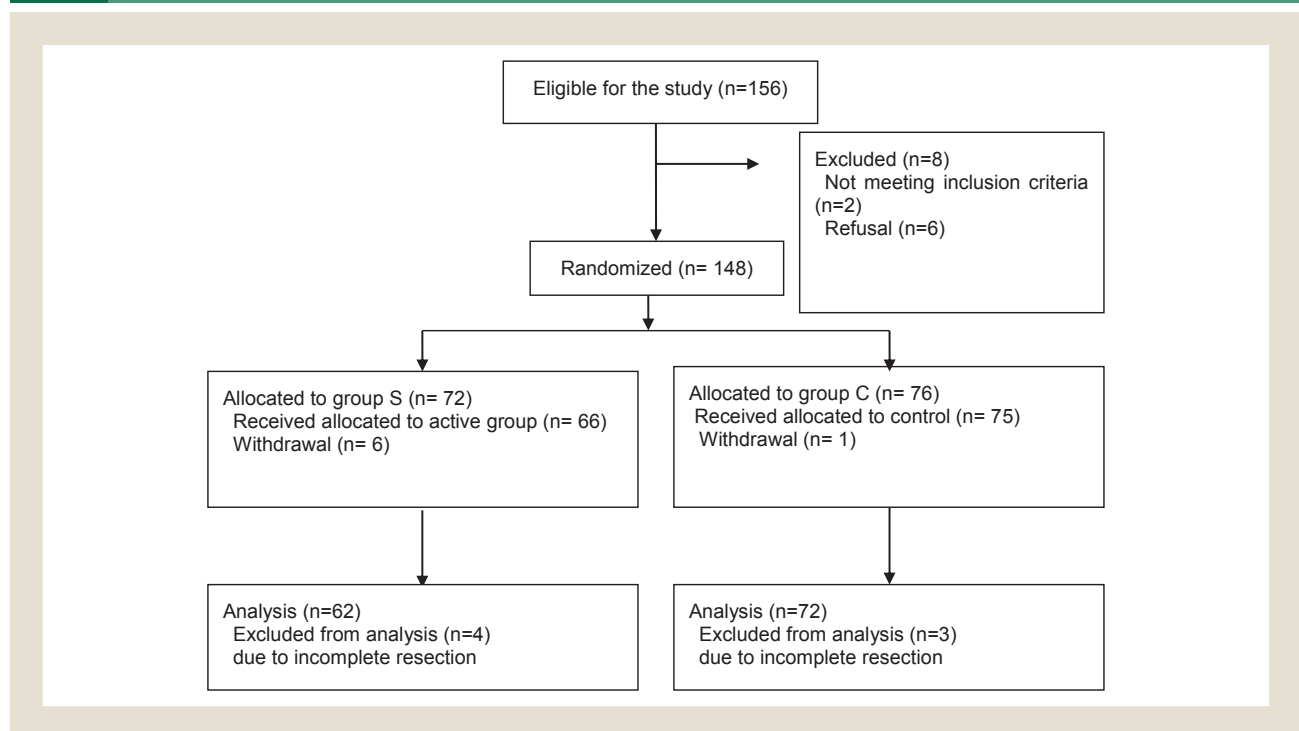 Eligible for the study (n=156)
Excluded (n=8)
Not meeting inclusion criteria
(n=2)
Refusal (n=6)
Randomized (n= 148)
Allocated to group S (n= 72)
Received allocated to active group (n= 66)
Withdrawal (n= 6)
Allocated to group C (n= 76)
Received allocated to control (n= 75)
Withdrawal (n= 1)
Analysis (n=62)
Excluded from analysis (n=4)
due to incomplete resection
Analysis (n=72)
Excluded from analysis (n=3)
due to incomplete resection